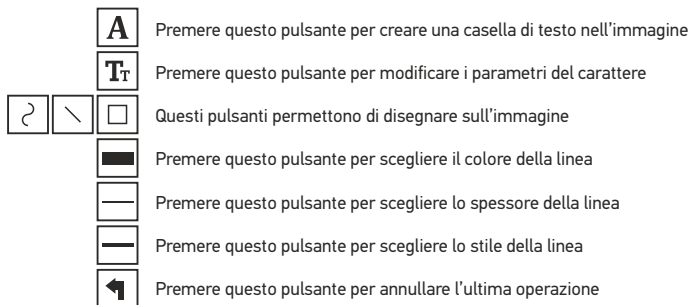 A Premere questo pulsante per creare una casella di testo nell'immagine
TT Premere questo pulsante per modificare i parametri del carattere
Questi pulsanti permettono di disegnare sull'immagine
Premere questo pulsante per scegliere il colore della linea
Premere questo pulsante per scegliere lo spessore della linea
Premere questo pulsante per scegliere lo stile della linea
Premere questo pulsante per annullare l'ultima operazione